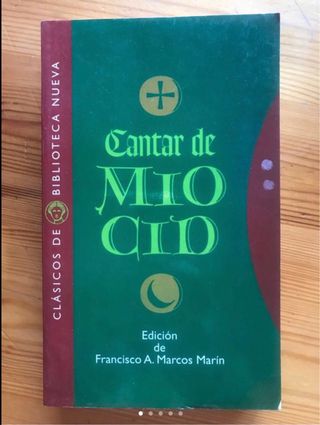 CLÁSICOS DE BIBLIOTECA NUEVA
Cantar de
MIO
CID
Edición
de
Francisco A. Marcos Marín